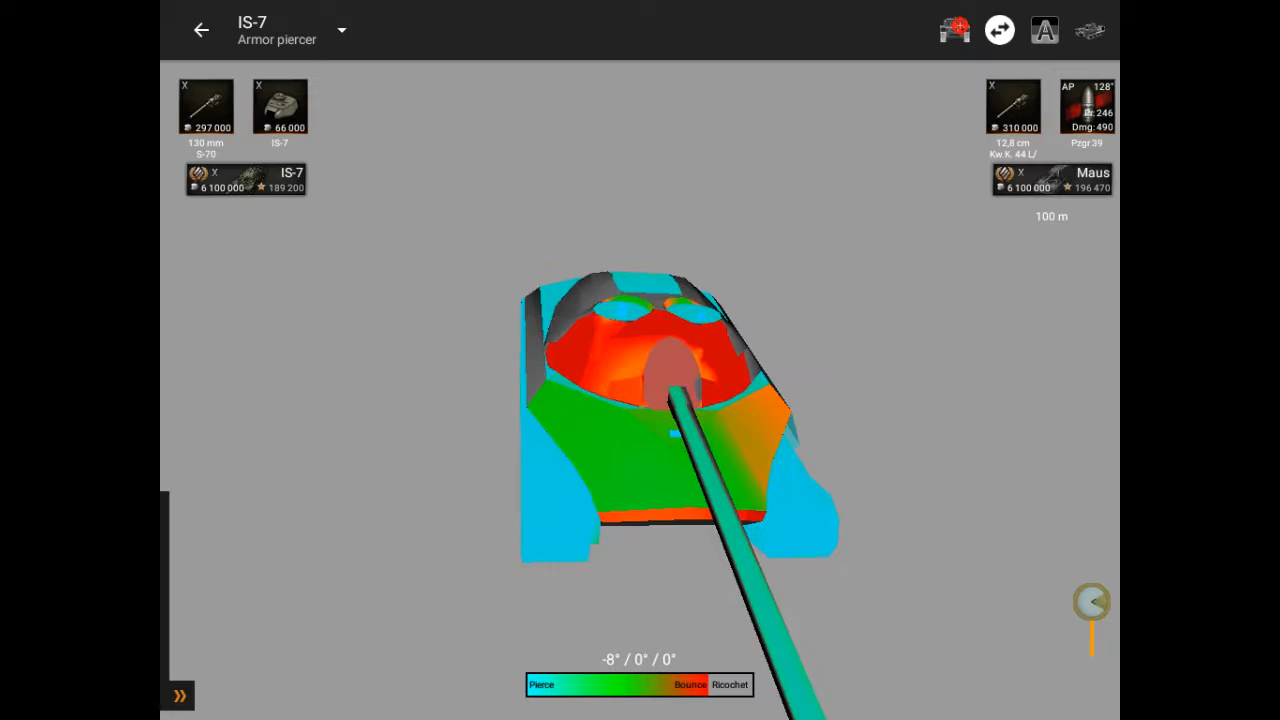 IS-7
Armor piercer
A
X
297 000
130 mm
S-70
X
66 000
IS-7
X
IS-7
6 100 000
189 200
X
310 000
12,8 cm
Kw.K. 44 L/
AP 128"
Pr:246
Dmg:490
Pzgr39
X
Maus
6 100 000
196 470
100 m
-8° / 0° / 0°
Pierce
Bounce
Ricochet